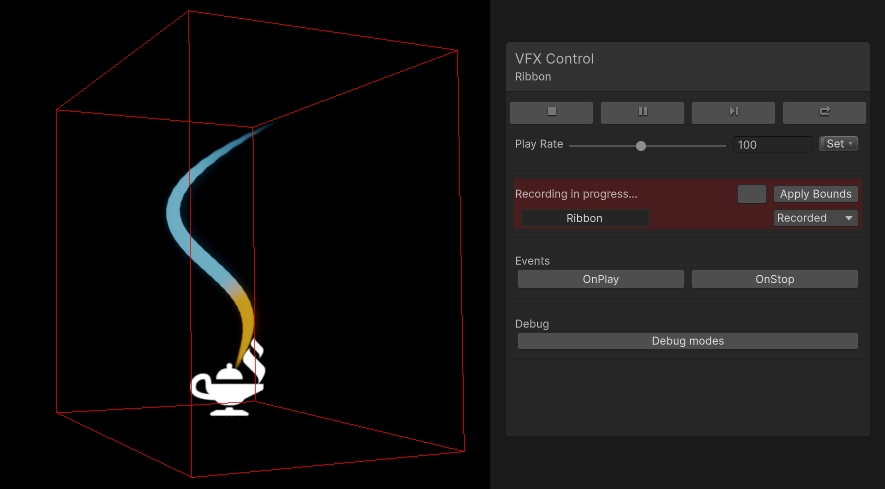 VFX Control
Ribbon
Play Rate 100 Set
Recording in progress... Apply Bounds
Ribbon Recorded
Events
OnPlay OnStop
Debug
Debug modes